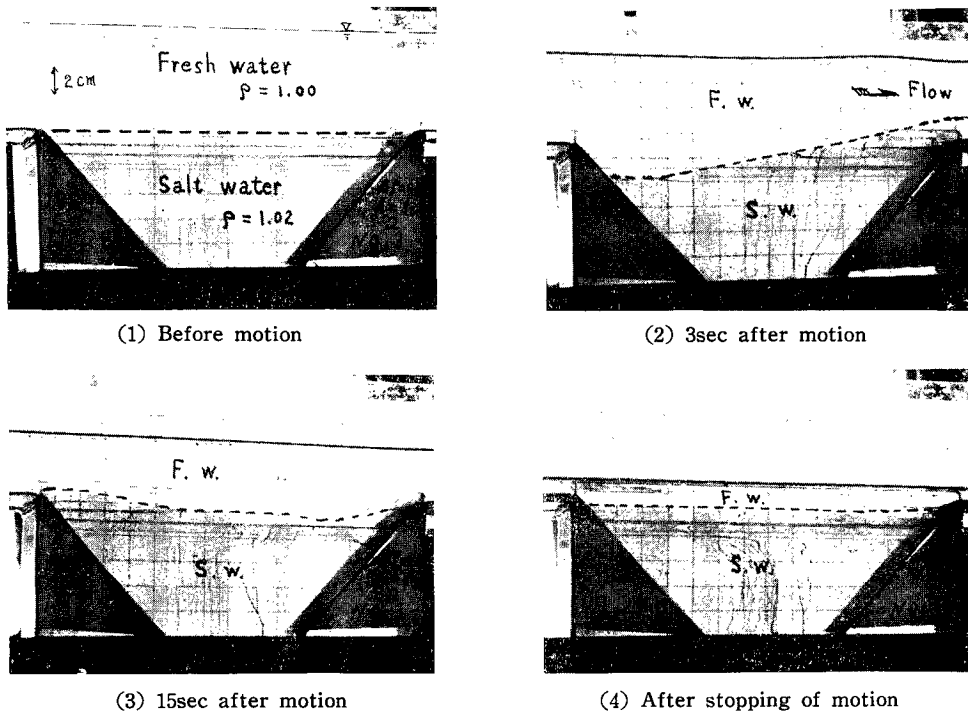 Fresh water
ρ = 1.00
2 cm
Salt water
ρ = 1.02
(1) Before motion
F. w.
Flow
S. w.
(2) 3sec after motion
F. w.
S. w.
(3) 15sec after motion
F. w.
S. w.
(4) After stopping of motion